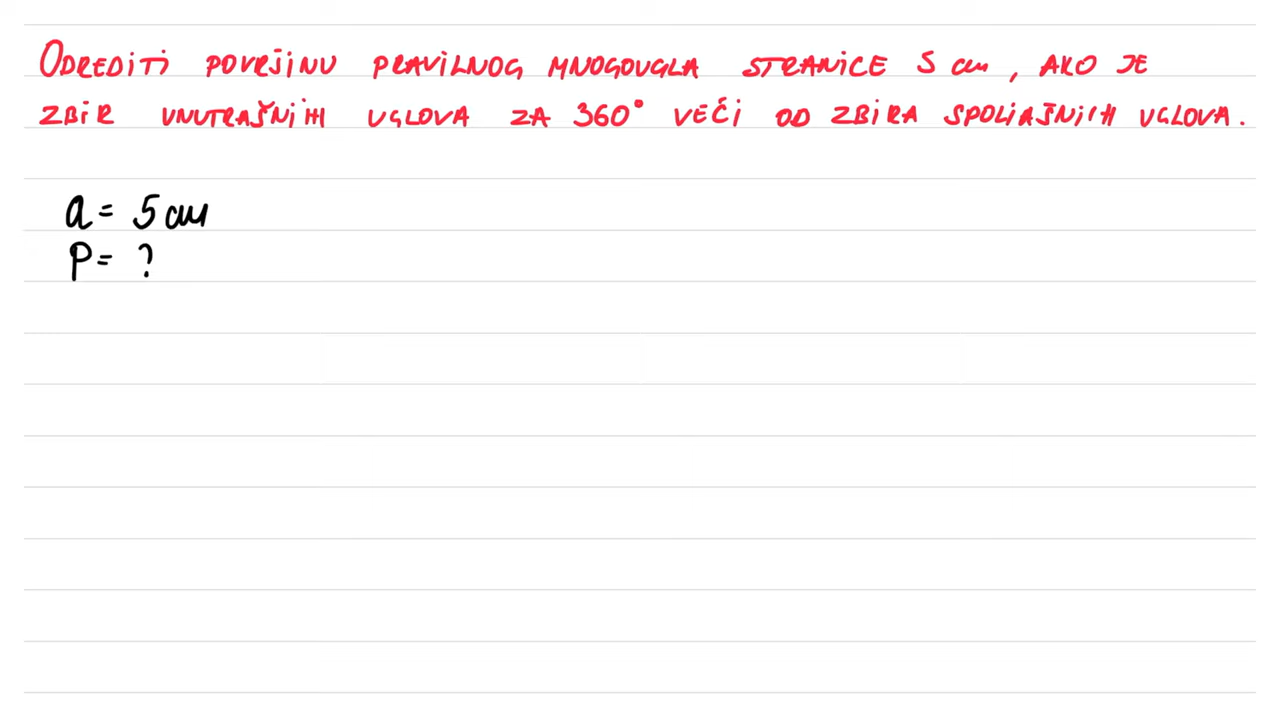 ODREDITI POVRŠINU PRAVILNOG MNOGOUGLA STRANICE 5 cm, AKO JE
ZBIR UNUTRAŠNJIH UGLOVA ZA 360° VEĆI OD ZBIRA SPOLJAŠNJIH UGLOVA.
a = 5 cm
P = ?